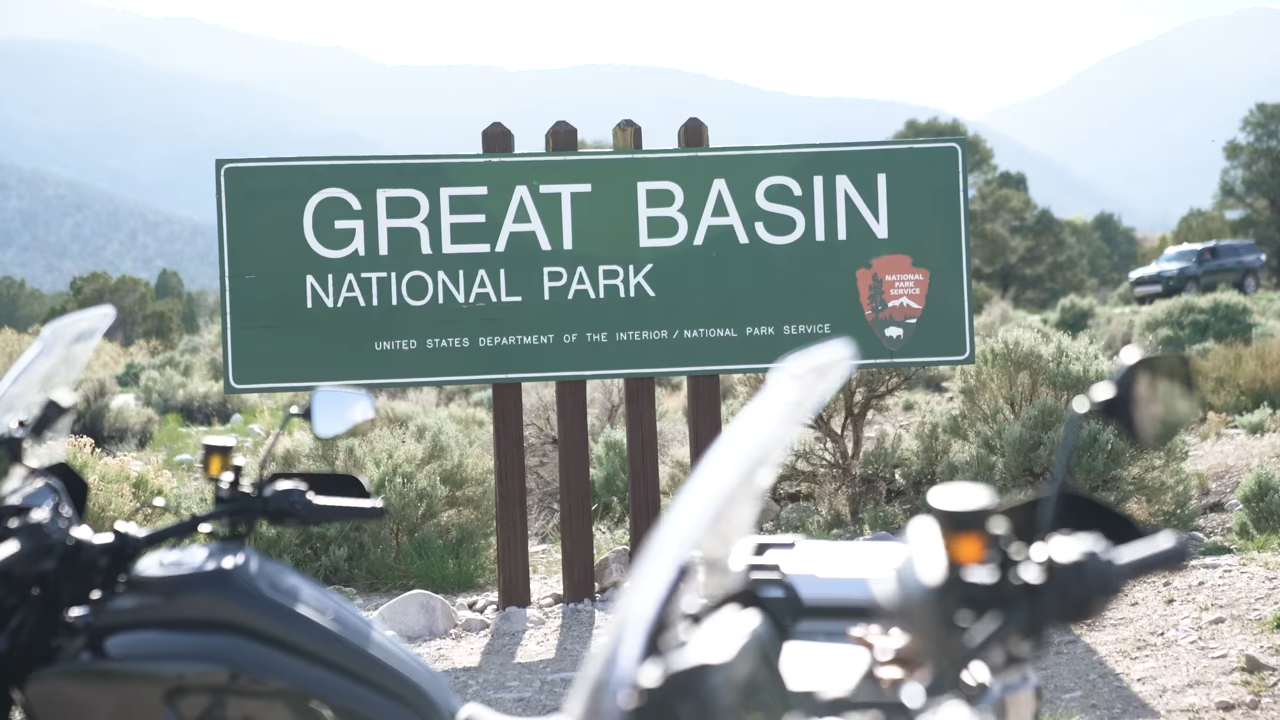 GREAT BASIN
NATIONAL PARK
UNITED STATES DEPARTMENT OF THE INTERIOR / NATIONAL PARK SERVICE
NATIONAL
PARK
SERVICE